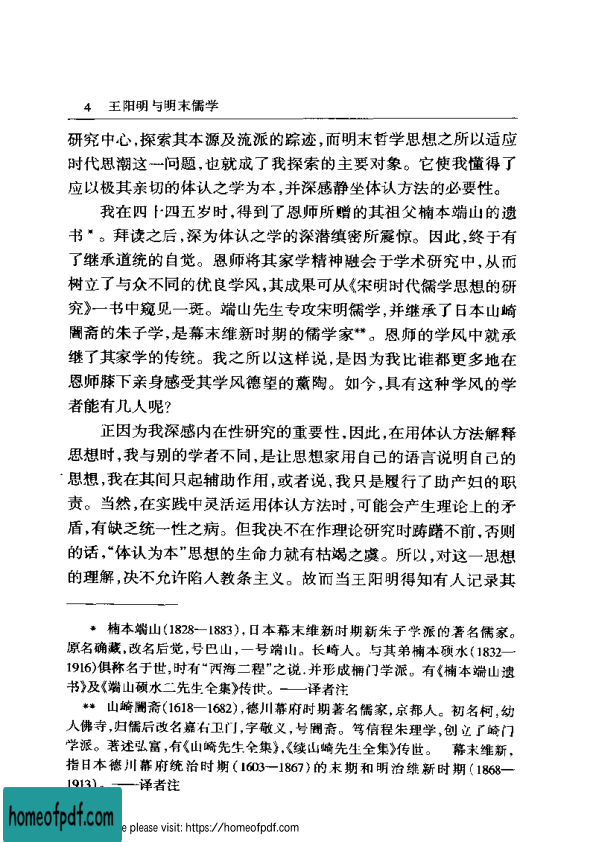 4 王阳明与明末儒学
研究中心,探索其本源及流派的踪迹,而明末哲学思想之所以适应
时代思潮这一问题,也就成了我探索的主要对象。它使我懂得了
应以极其亲切的体认之学为本,并深感静坐体认方法的必要性。
我在四十四五岁时,得到了恩师所赠的其祖父楠本端山的遗
书*。拜读之后,深为体认之学的深潜缜密所震惊。因此,终于有
了继承道统的自觉。恩师将其家学精神融会于学术研究中,从而
树立了与众不同的优良学风,其成果可从《宋明时代儒学思想的研
究》一书中窥见一斑。端山先生专攻宋明儒学,并继承了日本山崎
闇斋的朱子学,是幕末维新时期的儒学家**。恩师的学风中就承
继了其家学的传统。我之所以这样说,是因为我比谁都更多地在
恩师膝下亲身感受其学风德望的薰陶。如今,具有这种学风的学
者能有几人呢?
正因为我深感内在性研究的重要性,因此,在用体认方法解释
思想时,我与别的学者不同,是让思想家用自己的语言说明自己的
思想,我在其间只起辅助作用,或者说,我只是履行了助产妇的职
责。当然,在实践中灵活运用体认方法时,可能会产生理论上的矛
盾,有缺乏统一性之病。但我决不在作理论研究时踌躇不前,否则
的话,“体认为本”思想的生命力就有枯竭之虞。所以,对这一思想
的理解,决不允许陷入教条主义。故而当王阳明得知有人记录其
* 楠本端山(1828—1883),日本幕末维新时期新朱子学派的著名儒家。
原名确藏,改名后觉,号巴山,一号端山。长崎人。与其弟楠本硕水(1832—
1916)俱称名于世,时有“西海二程”之说,并形成楠门学派。有《楠本端山遗
书》及《端山硕水二先生全集》传世。——译者注
** 山崎闇斋(1618—1682),德川幕府时期著名儒家,京都人。初名柯,幼
入佛寺,归儒后改名嘉右卫门,字敬义,号闇斋。笃信程朱理学,创立了崎门
学派。著述弘富,有《山崎先生全集》,《续山崎先生全集》传世。 幕末维新,
指日本德川幕府统治时期(1603—1867)的末期和明治维新时期(1868—
1913)。——译者注
homeofpdf.com
e please visit: https://homeofpdf.com